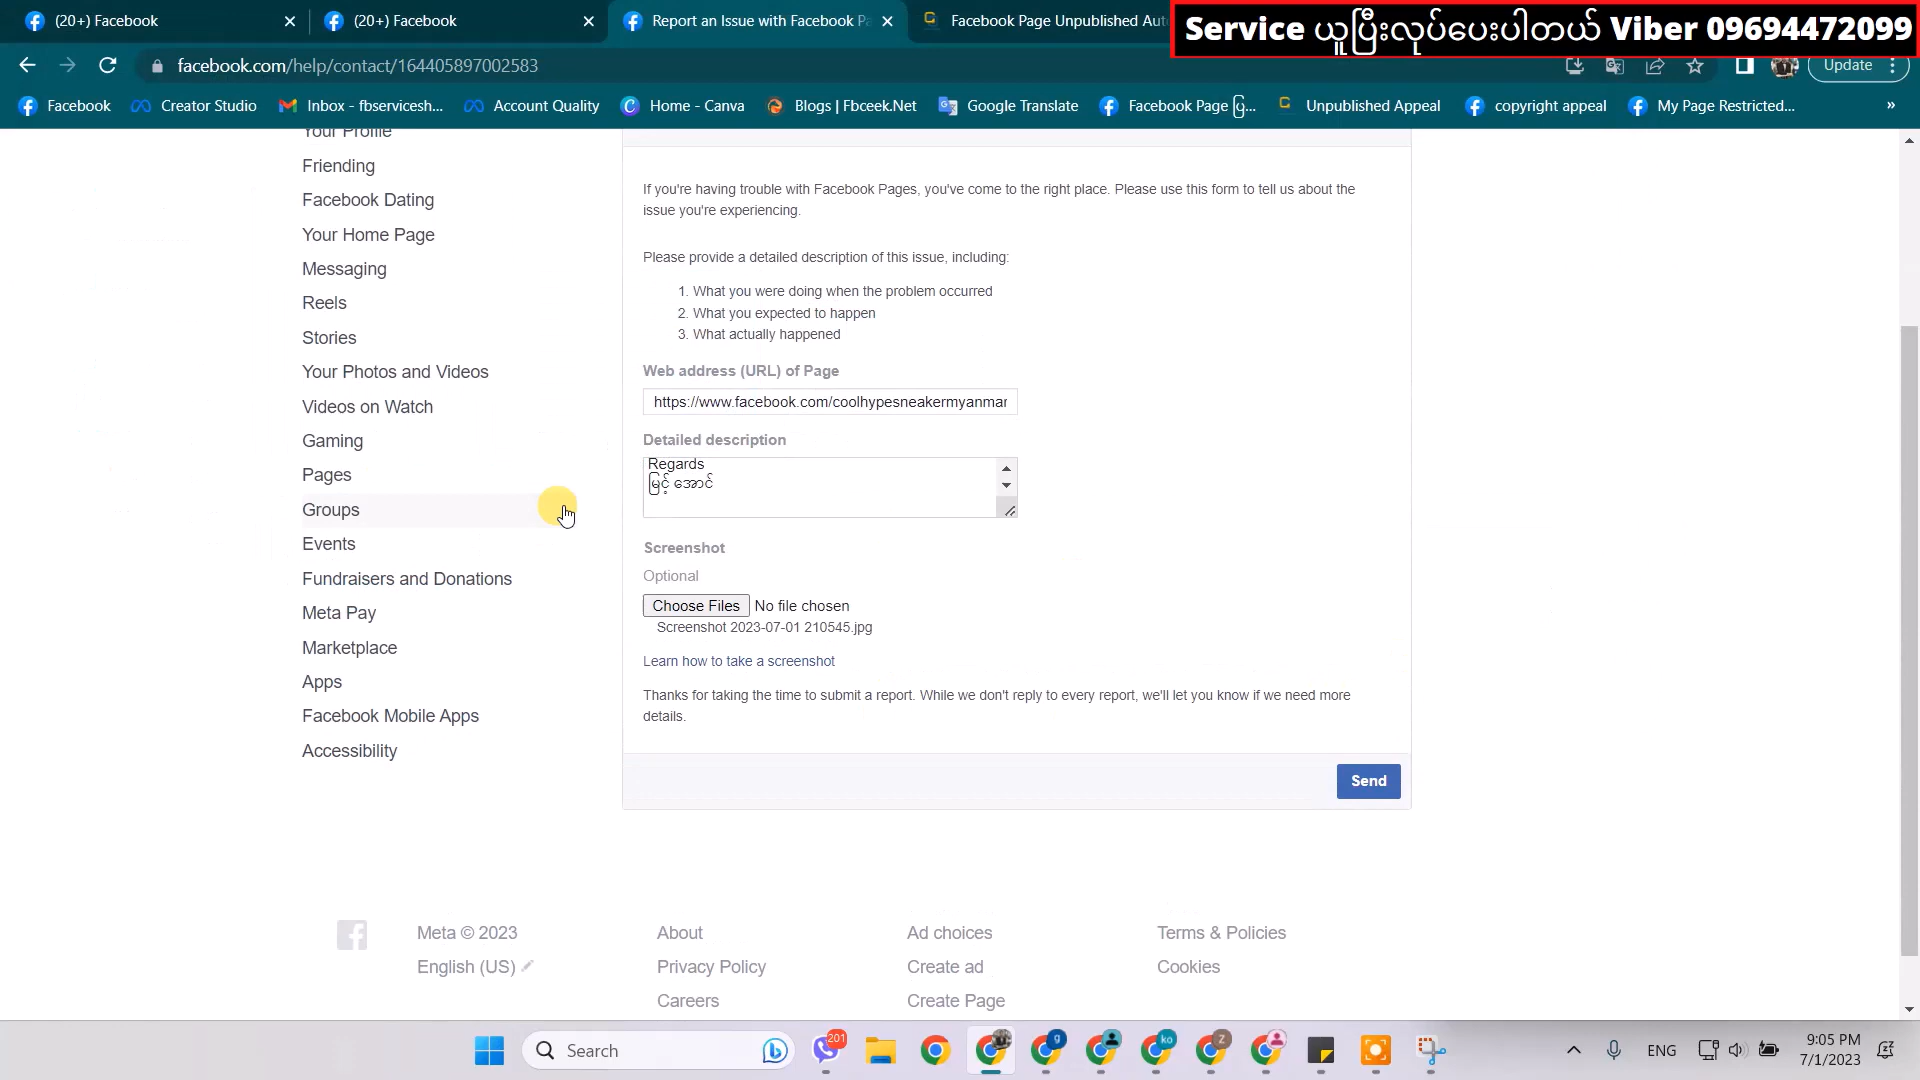 (20+) Facebook
(20+) Facebook
Report an Issue with Facebook Pa
Facebook Page Unpublished Aut
Service ယူပြီးလုပ်ပေးပါတယ် Viber 09694472099
facebook.com/help/contact/164405897002583
Update
Facebook
Creator Studio
Inbox - fbservicesh...
Account Quality
Home - Canva
Blogs | Fbceek.Net
Google Translate
Facebook Page ပြ...
Unpublished Appeal
copyright appeal
My Page Restricted...
»
Your Profile
Friending
Facebook Dating
Your Home Page
Messaging
Reels
Stories
Your Photos and Videos
Videos on Watch
Gaming
Pages
Groups
Events
Fundraisers and Donations
Meta Pay
Marketplace
Apps
Facebook Mobile Apps
Accessibility
If you're having trouble with Facebook Pages, you've come to the right place. Please use this form to tell us about the
issue you're experiencing.
Please provide a detailed description of this issue, including:
1. What you were doing when the problem occurred
2. What you expected to happen
3. What actually happened
Web address (URL) of Page
https://www.facebook.com/coolhypesneakermyanmar
Detailed description
Regards
မြင့် အောင်
Screenshot
Optional
Choose Files No file chosen
Screenshot 2023-07-01 210545.jpg
Learn how to take a screenshot
Thanks for taking the time to submit a report. While we don't reply to every report, we'll let you know if we need more
details.
Send
Meta © 2023
English (US)
About
Privacy Policy
Careers
Ad choices
Create ad
Create Page
Terms & Policies
Cookies
Search
201
g
ko
Z
ENG
9:05 PM
7/1/2023